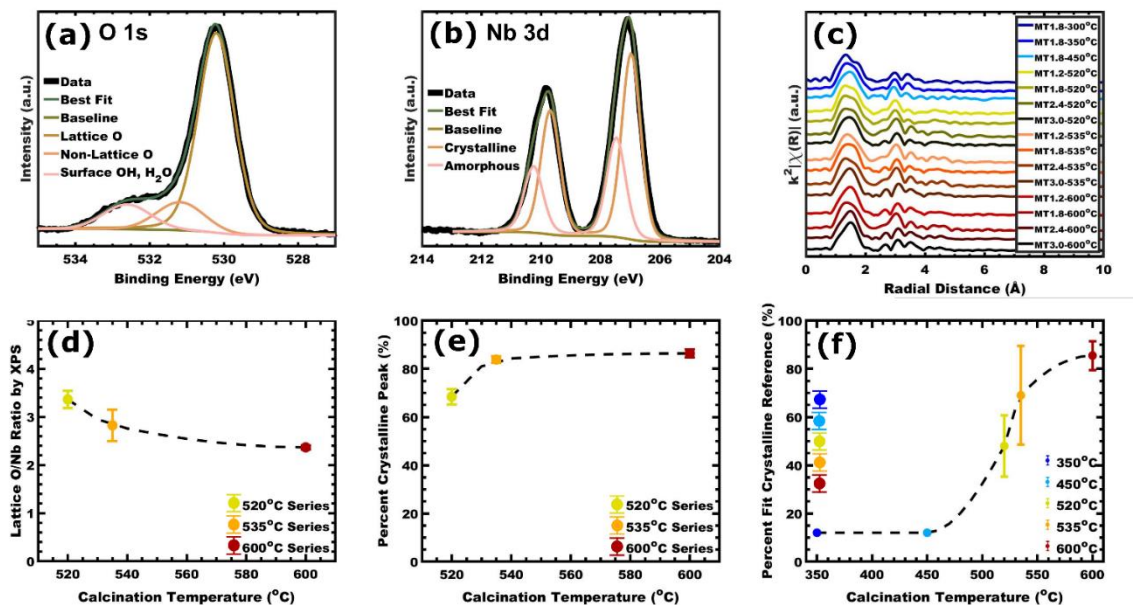 (a) O 1s
Data
Best Fit
Baseline
Lattice O
Non-Lattice O
Surface OH, H2O
Intensity (a.u.)
534 532 530 528
Binding Energy (eV)
(b) Nb 3d
Data
Best Fit
Baseline
Crystalline
Amorphous
Intensity (a.u.)
214 212 210 208 206 204
Binding Energy (eV)
(c)
MT1.8-300°C
MT1.8-350°C
MT1.8-450°C
MT1.2-520°C
MT1.8-520°C
MT2.4-520°C
MT3.0-520°C
MT1.2-535°C
MT1.8-535°C
MT2.4-535°C
MT3.0-535°C
MT1.2-600°C
MT1.8-600°C
MT2.4-600°C
MT3.0-600°C
k²|χ(R)| (a.u.)
0 2 4 6 8 10
Radial Distance (Å)
(d)
Lattice O/Nb Ratio by XPS
5
4
3
2
1
0
520°C Series
535°C Series
600°C Series
520 540 560 580 600
Calcination Temperature (°C)
(e)
Percent Crystalline Peak (%)
100
80
60
40
20
0
520°C Series
535°C Series
600°C Series
520 540 560 580 600
Calcination Temperature (°C)
(f)
Percent Fit Crystalline Reference (%)
100
80
60
40
20
0
350°C
450°C
520°C
535°C
600°C
350 400 450 500 550 600
Calcination Temperature (°C)